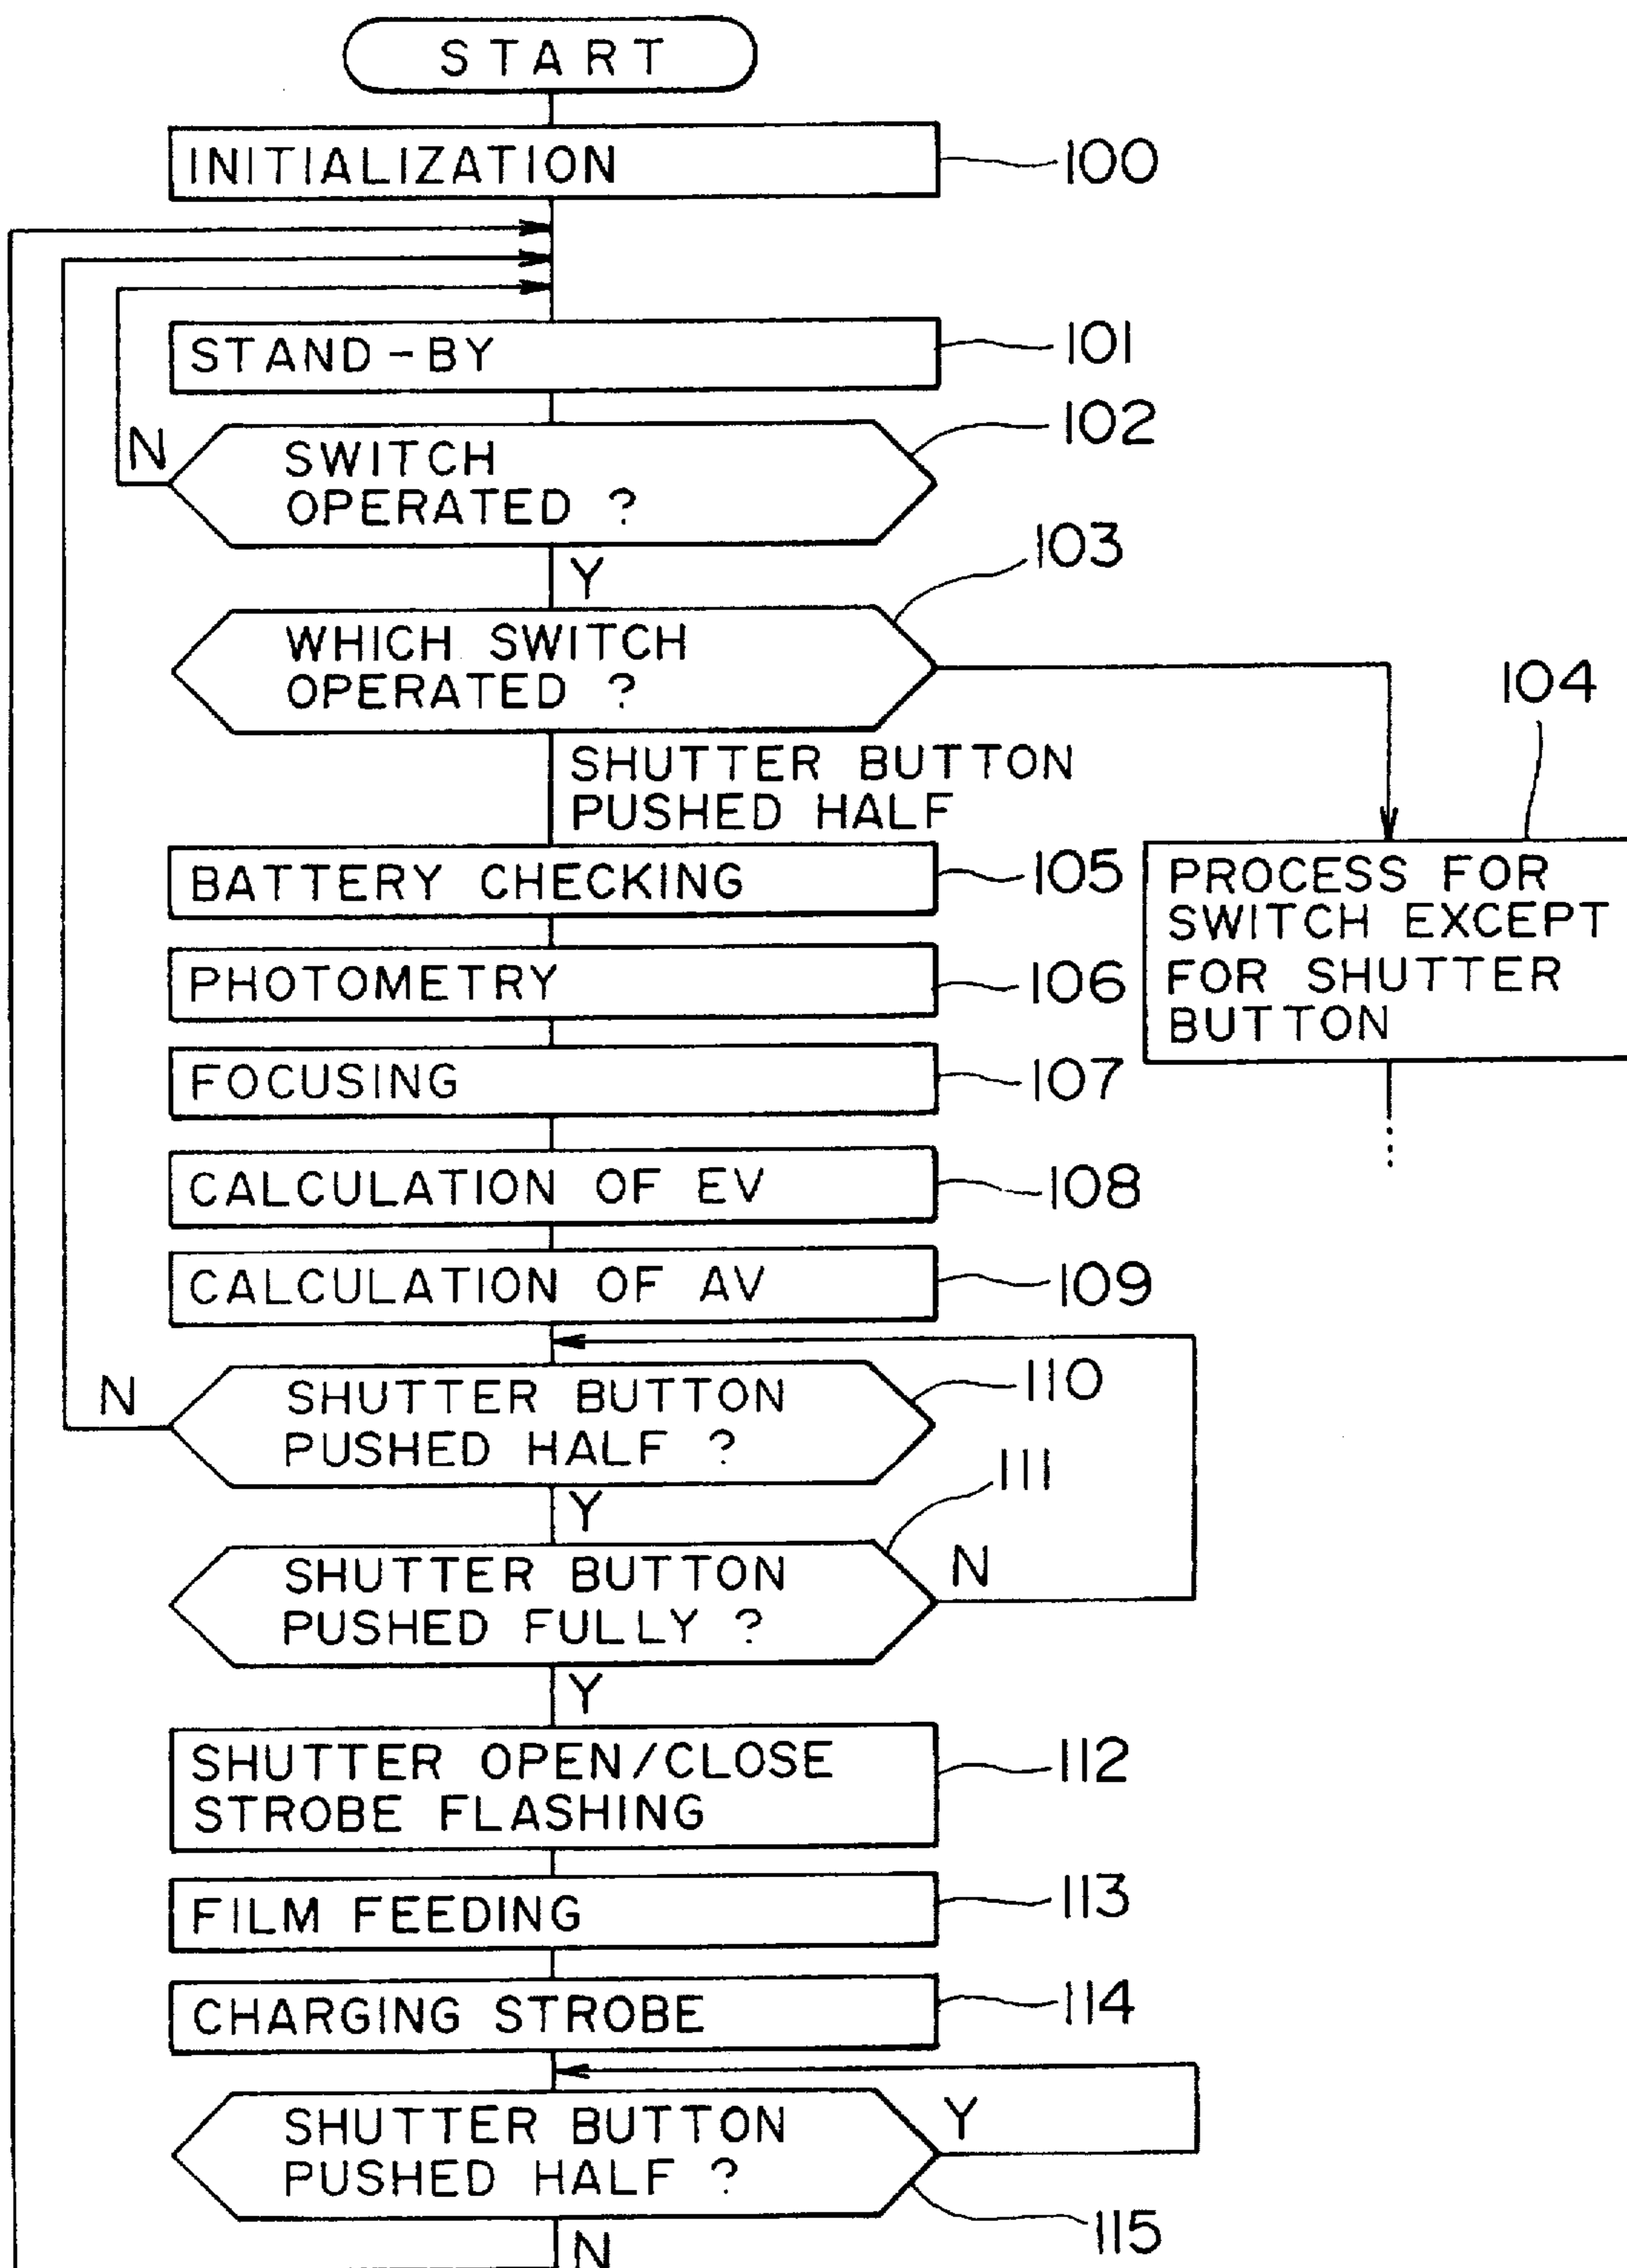 START
INITIALIZATION
100
STAND-BY
101
N
SWITCH
OPERATED ?
102
Y
103
WHICH SWITCH
OPERATED ?
SHUTTER BUTTON
PUSHED HALF
104
PROCESS FOR
SWITCH EXCEPT
FOR SHUTTER
BUTTON
BATTERY CHECKING
105
PHOTOMETRY
106
FOCUSING
107
CALCULATION OF EV
108
CALCULATION OF AV
109
N
SHUTTER BUTTON
PUSHED HALF ?
110
Y
111
SHUTTER BUTTON
PUSHED FULLY ?
N
Y
SHUTTER OPEN/CLOSE
STROBE FLASHING
112
FILM FEEDING
113
CHARGING STROBE
114
SHUTTER BUTTON
PUSHED HALF ?
Y
115
N